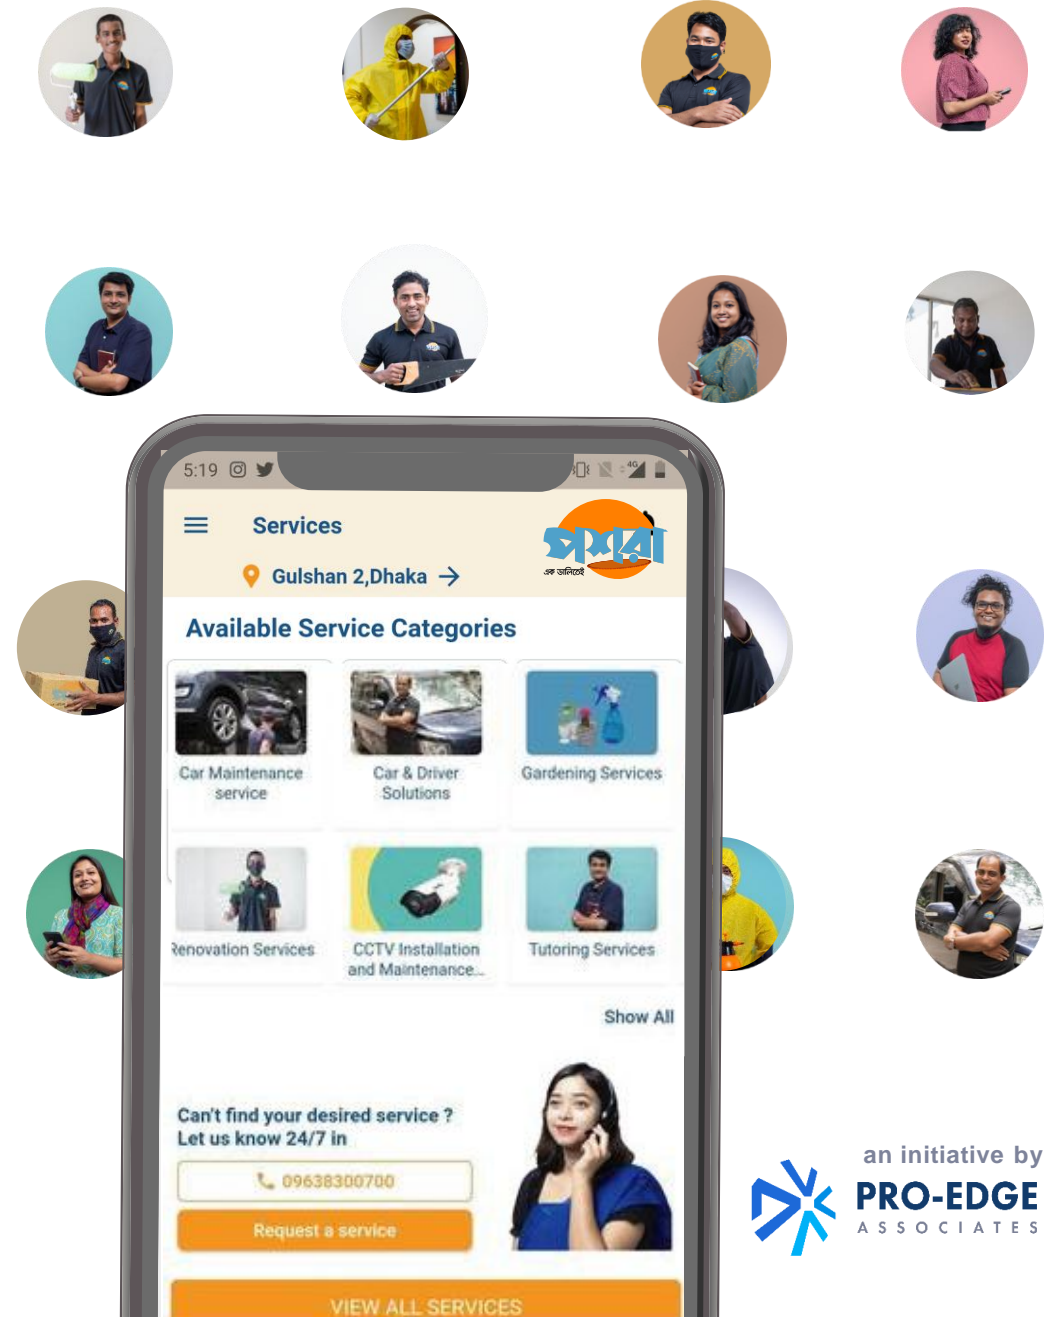 5:19
4G
Services
পশরা
এক ডালিতেই
Gulshan 2,Dhaka
Available Service Categories
Car Maintenance
service
Car & Driver
Solutions
Gardening Services
Renovation Services
CCTV Installation
and Maintenance...
Tutoring Services
Show All
Can't find your desired service ?
Let us know 24/7 in
09638300700
Request a service
VIEW ALL SERVICES
an initiative by
PRO-EDGE
ASSOCIATES